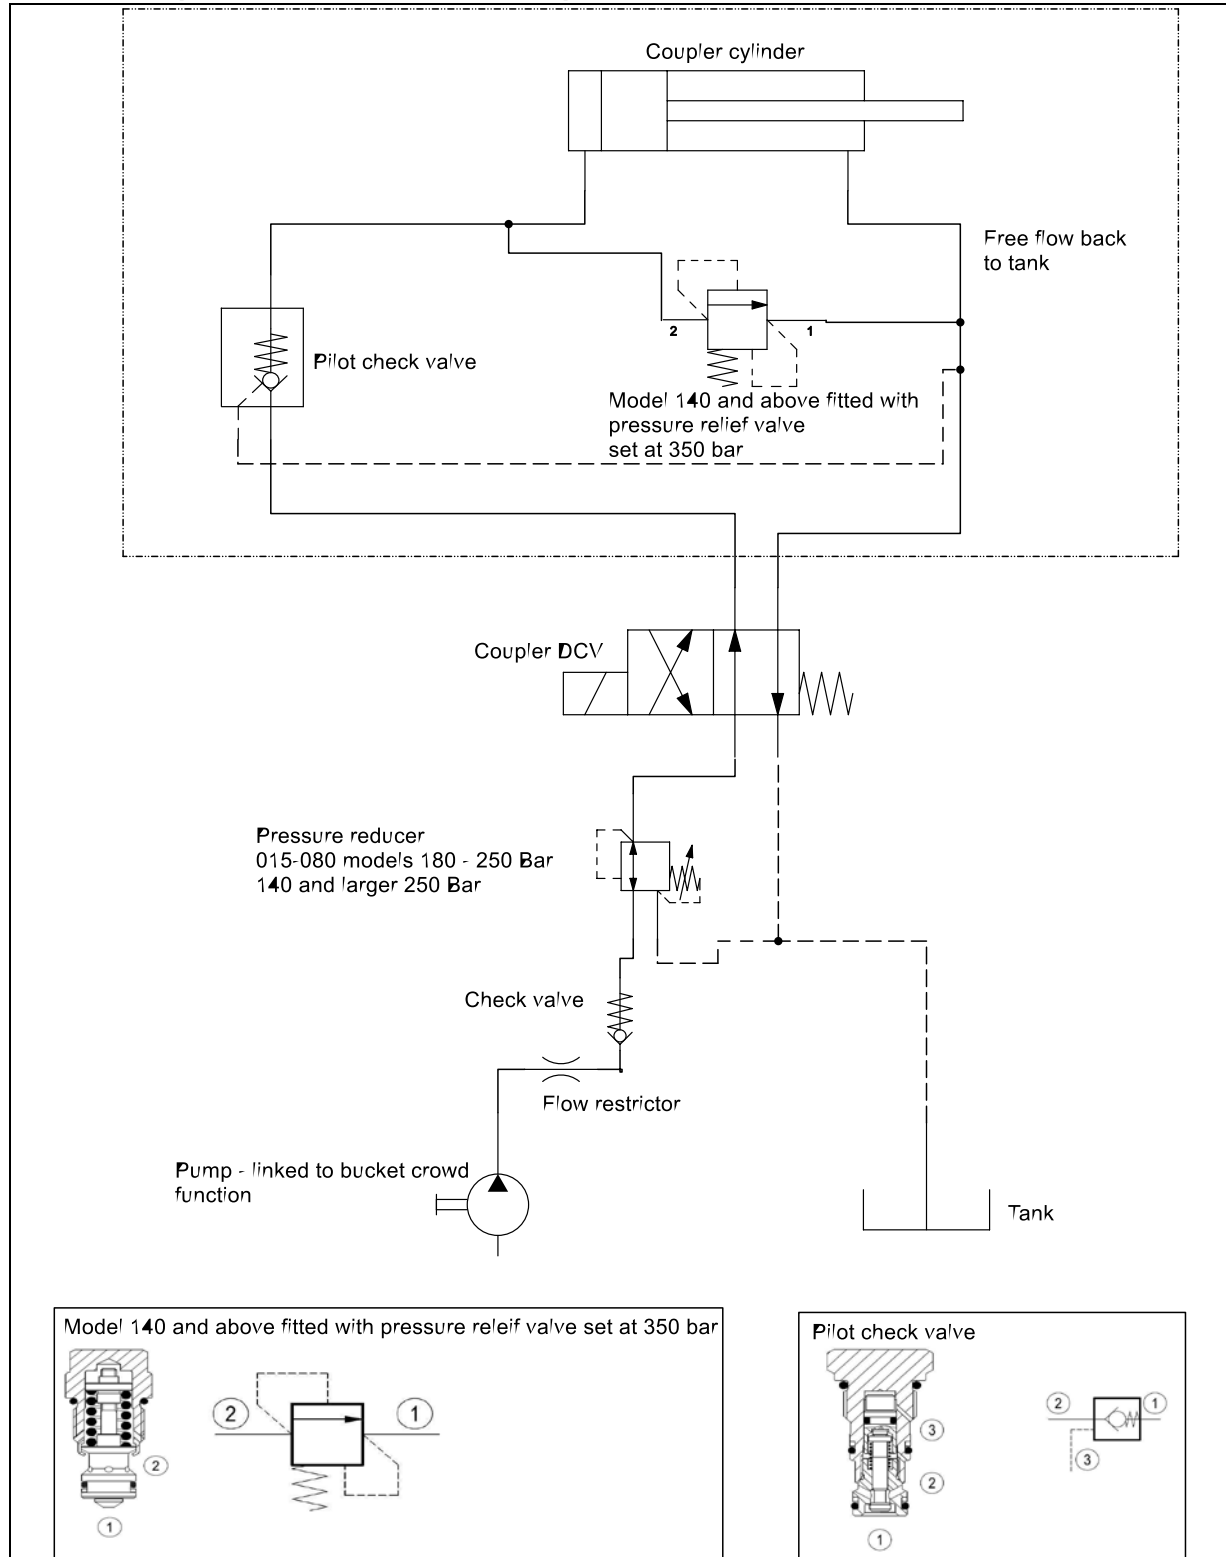 Coupler cylinder
Free flow back
to tank
2
1
Pilot check valve
Model 140 and above fitted with
pressure relief valve
set at 350 bar
Coupler DCV
Pressure reducer
015-080 models 180 - 250 Bar
140 and larger 250 Bar
Check valve
Flow restrictor
Pump - linked to bucket crowd
function
Tank
Model 140 and above fitted with pressure releif valve set at 350 bar
2
1
2
1
Pilot check valve
3
2
1
2
1
3